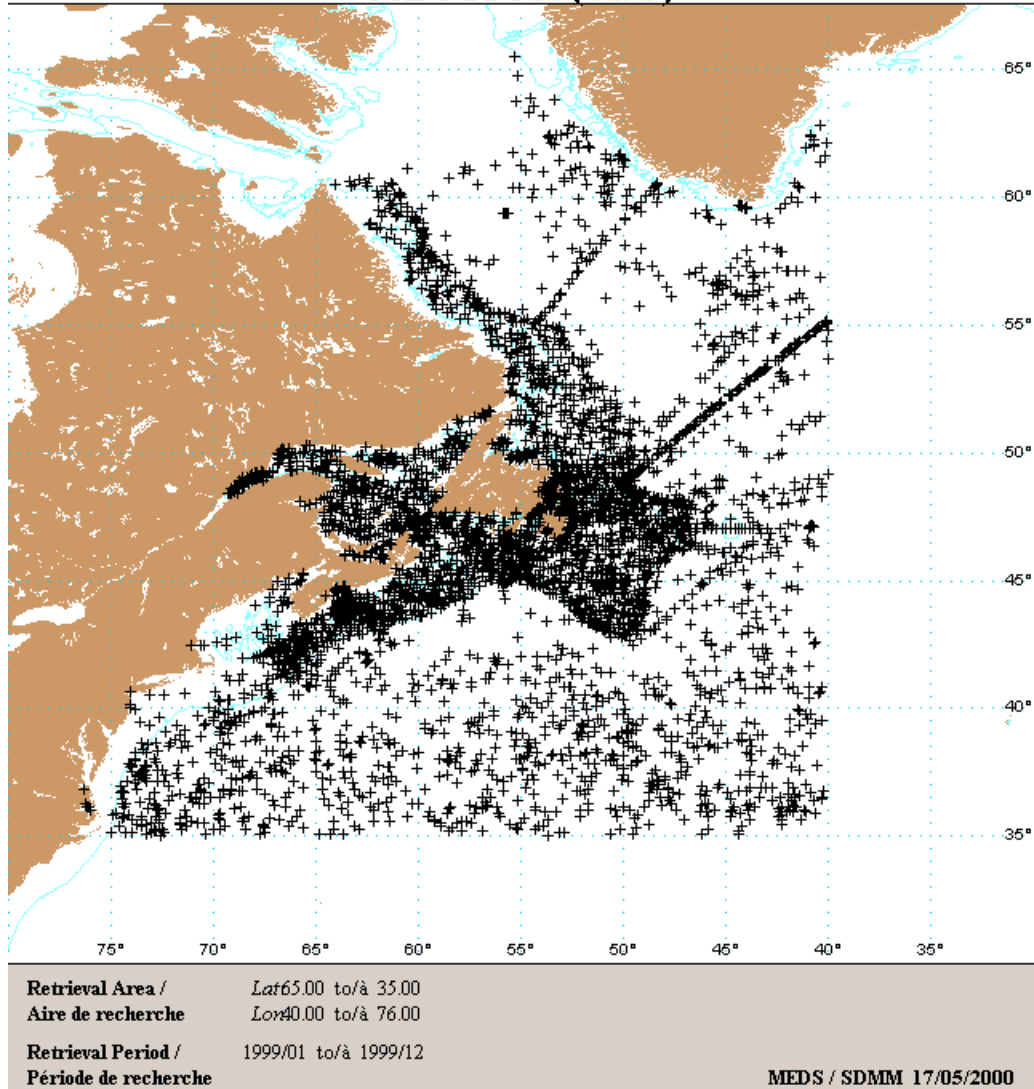 65°
60°
55°
50°
45°
40°
35°
75° 70° 65° 60° 55° 50° 45° 40° 35°
Retrieval Area / Lat65.00 to/à 35.00
Aire de recherche Lon40.00 to/à 76.00
Retrieval Period / 1999/01 to/à 1999/12
Période de recherche MEDS / SDMM 17/05/2000